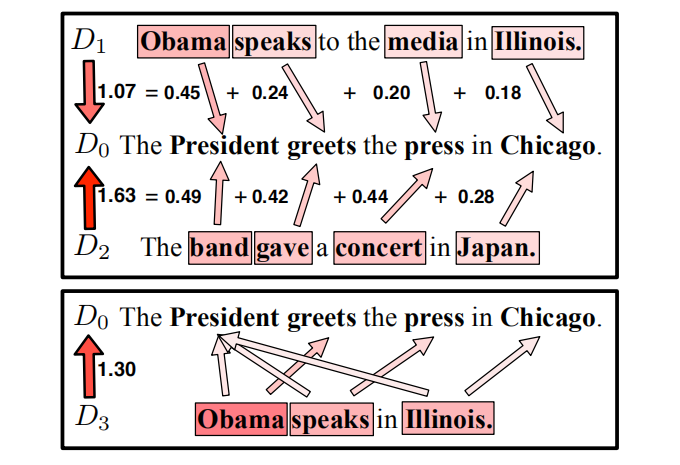 D₁ Obama speaks to the media in Illinois.
1.07 = 0.45 + 0.24 + 0.20 + 0.18
D₀ The President greets the press in Chicago.
1.63 = 0.49 + 0.42 + 0.44 + 0.28
D₂ The band gave a concert in Japan.
D₀ The President greets the press in Chicago.
1.30
D₃ Obama speaks in Illinois.